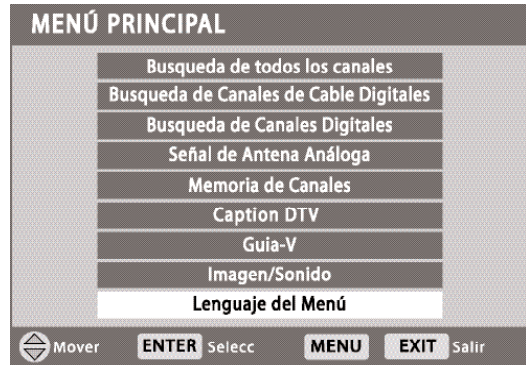 MENÚ PRINCIPAL
Busqueda de todos los canales
Busqueda de Canales de Cable Digitales
Busqueda de Canales Digitales
Señal de Antena Análoga
Memoria de Canales
Caption DTV
Guia-V
Imagen/Sonido
Lenguaje del Menú
Mover ENTER Selecc MENU EXIT Salir